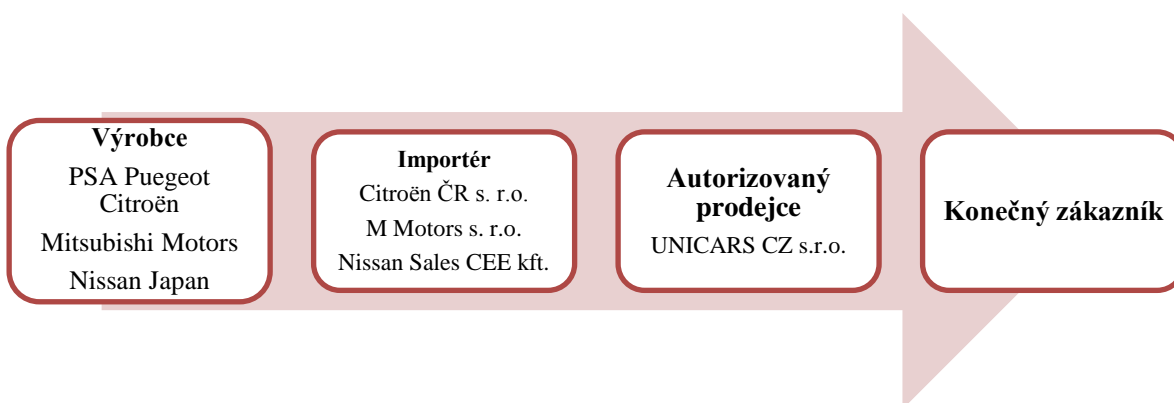 Výrobce
PSA Puegeot
Citroën
Mitsubishi Motors
Nissan Japan
Importér
Citroën ČR s. r.o.
M Motors s. r.o.
Nissan Sales CEE kft.
Autorizovaný
prodejce
UNICARS CZ s.r.o.
Konečný zákazník